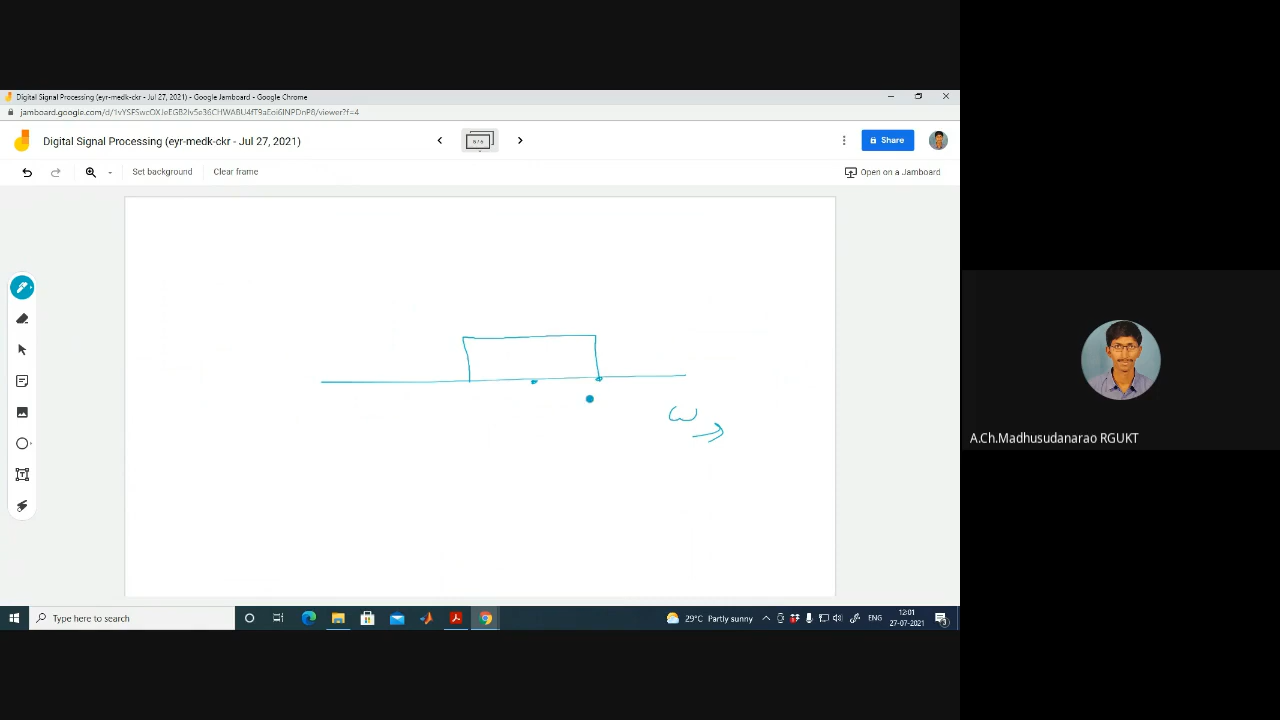 Digital Signal Processing (eyr-medk-ckr - Jul 27, 2021) - Google Jamboard - Google Chrome
Digital Signal Processing (eyr-medk-ckr - Jul 27, 2021)
Share
Set background
Clear frame
Open on a Jamboard
ω
A.Ch.Madhusudanarao RGUKT
Type here to search
29°C Partly sunny
ENG
12:01
27-07-2021